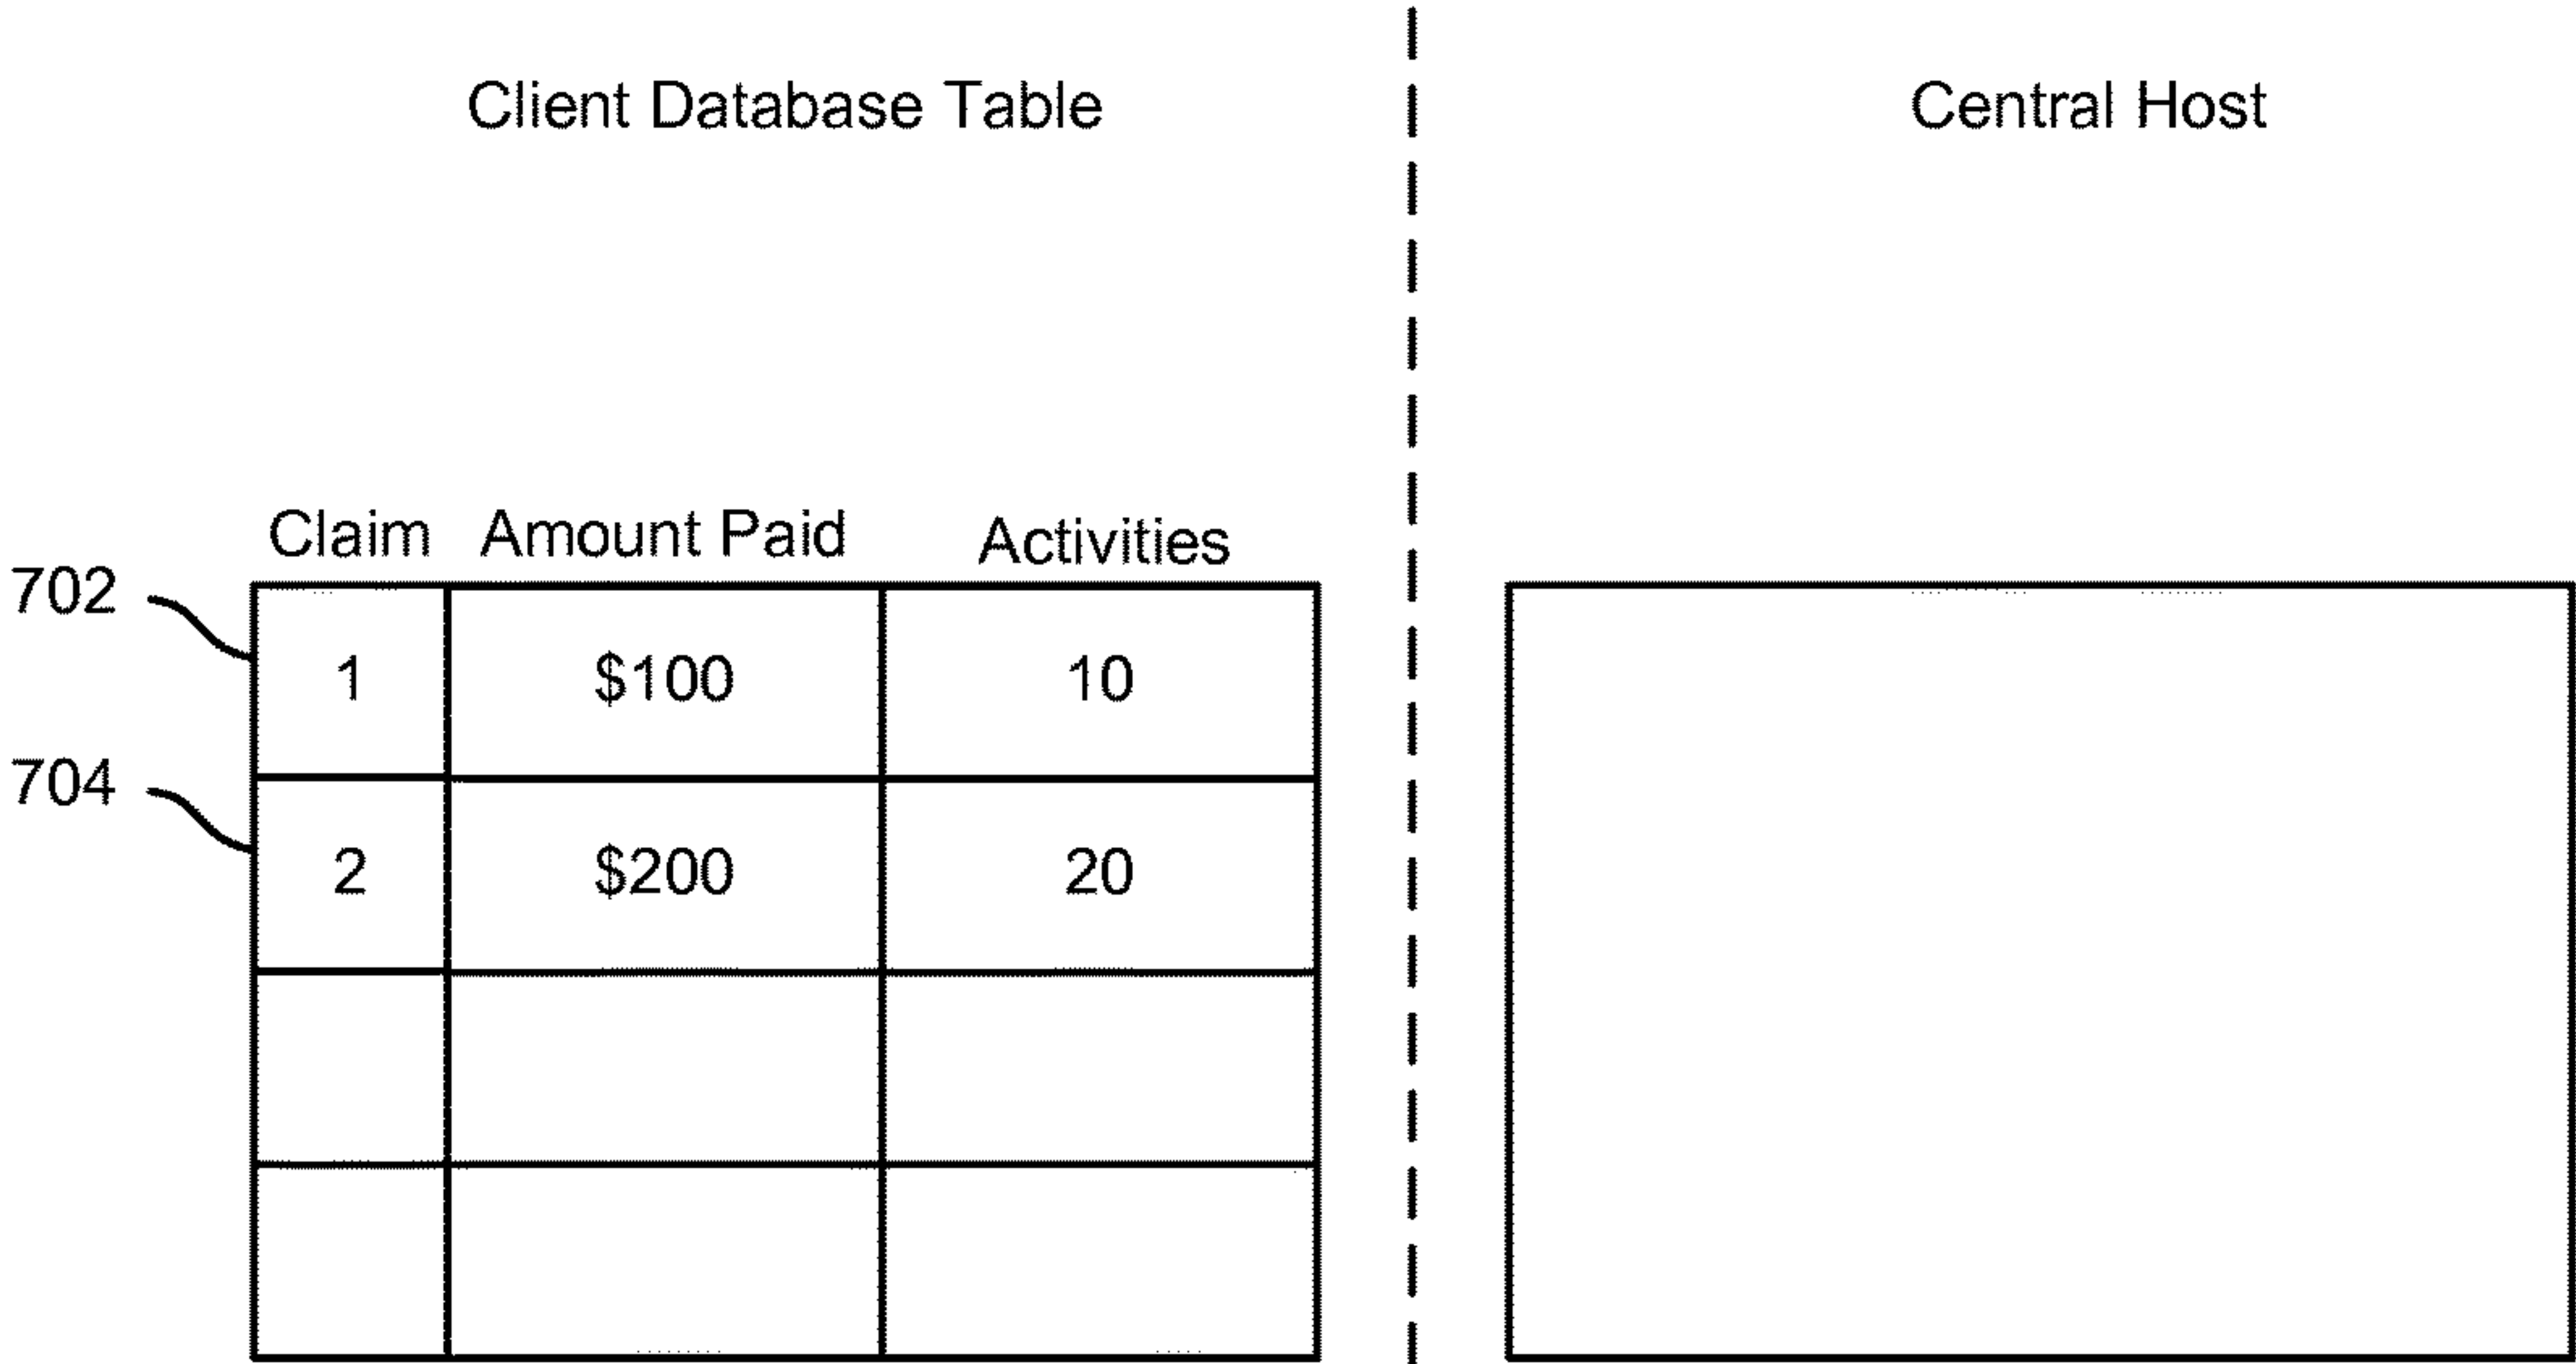 Client Database Table
Central Host
Claim Amount Paid Activities
702
1 $100 10
704
2 $200 20